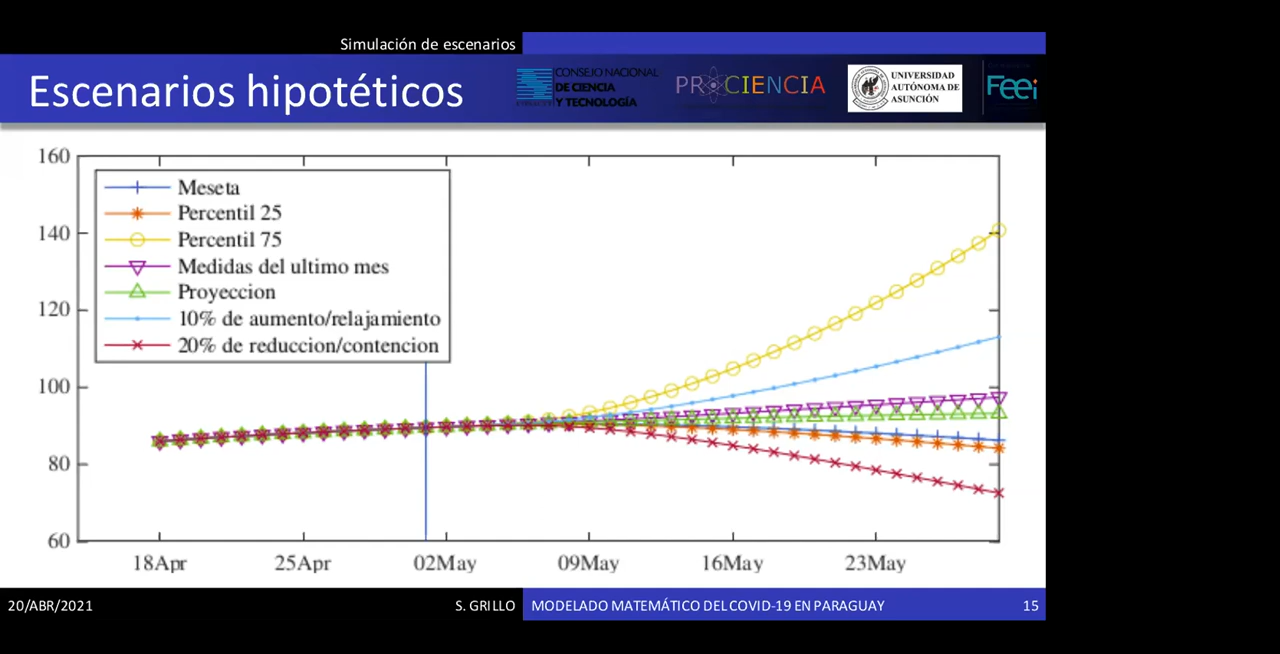 Simulación de escenarios
Escenarios hipotéticos
CONSEJO NACIONAL
DE CIENCIA
Y TECNOLOGÍA
PROCIENCIA
UNIVERSIDAD
AUTÓNOMA DE
ASUNCIÓN
Feei
160
140
120
100
80
60
Meseta
Percentil 25
Percentil 75
Medidas del ultimo mes
Proyeccion
10% de aumento/relajamiento
20% de reduccion/contencion
18Apr 25Apr 02May 09May 16May 23May
20/ABR/2021 S. GRILLO MODELADO MATEMÁTICO DEL COVID-19 EN PARAGUAY 15